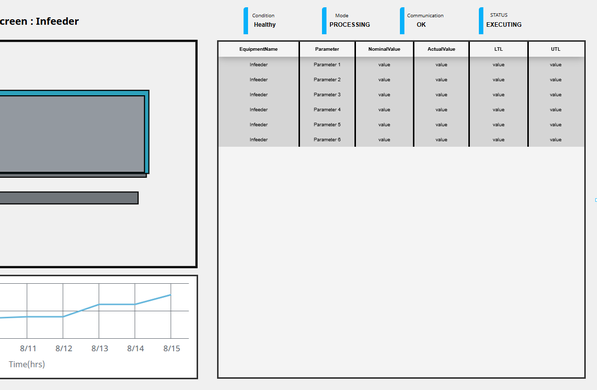 creen : Infeeder
Condition
Healthy
Mode
PROCESSING
Communication
OK
STATUS
EXECUTING
EquipmentName Parameter NominalValue ActualValue LTL UTL
Infeeder Parameter 1 value value value value
Infeeder Parameter 2 value value value value
Infeeder Parameter 3 value value value value
Infeeder Parameter 4 value value value value
Infeeder Parameter 5 value value value value
Infeeder Parameter 6 value value value value
8/11 8/12 8/13 8/14 8/15
Time(hrs)